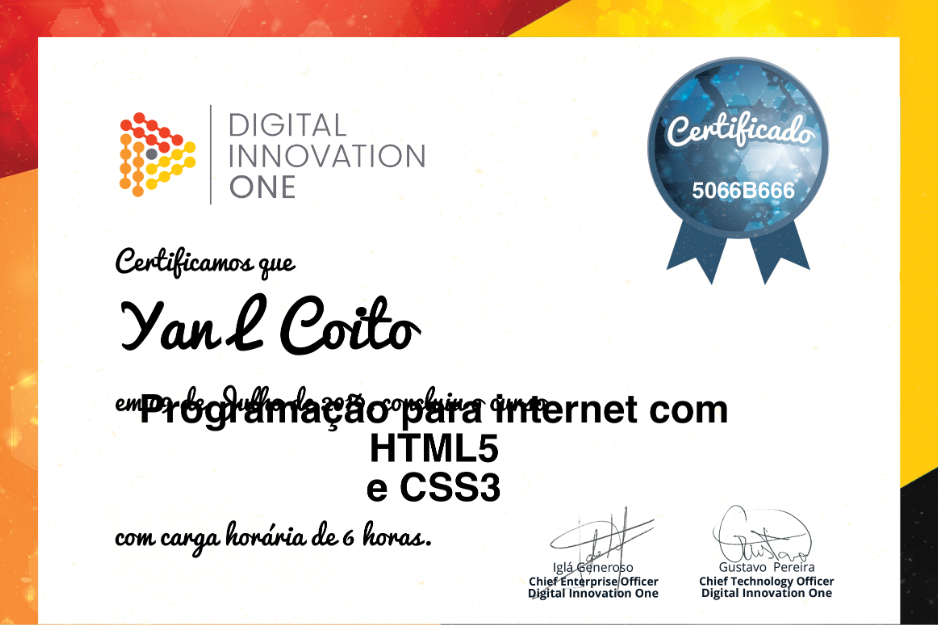 DIGITAL
INNOVATION
ONE
Certificado
5066B666
Certificamos que
Yan L Coito
em 09 de Julho de concluiu o curso
Programação para internet com
HTML5
e CSS3
com carga horária de 6 horas.
Iglá Generoso
Chief Enterprise Officer
Digital Innovation One
Gustavo Pereira
Chief Technology Officer
Digital Innovation One